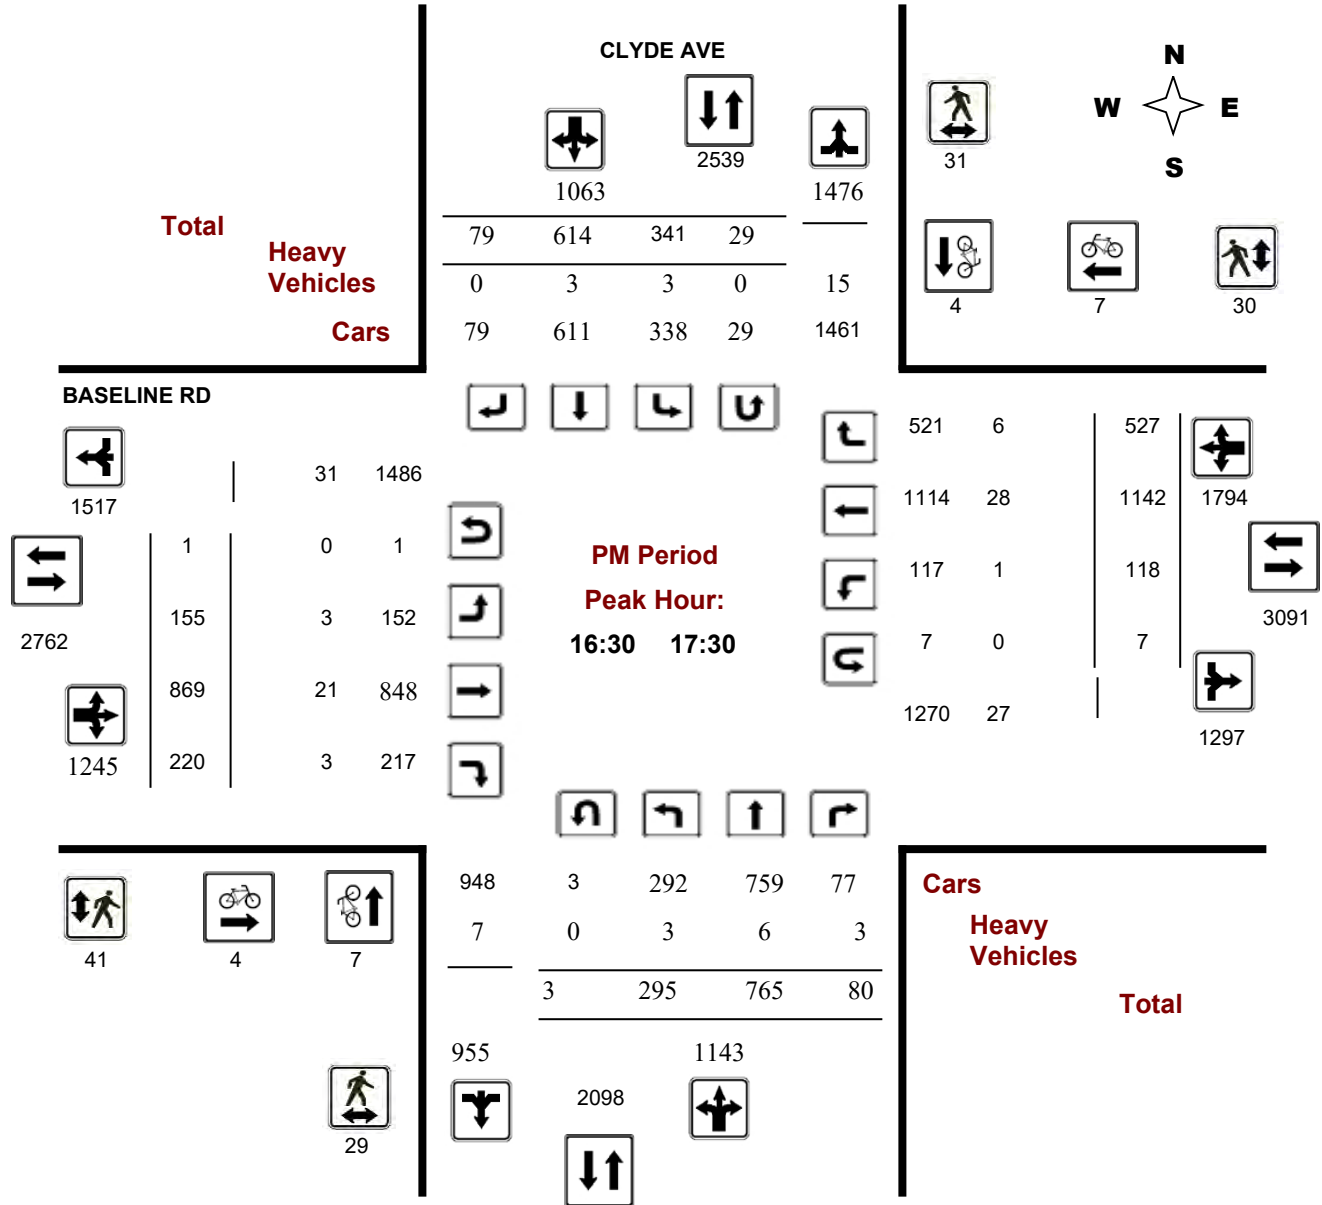 CLYDE AVE
N
W E
S
2539
31
1063 1476
Total 79 614 341 29
Heavy
Vehicles 0 3 3 0 15
4 7 30
Cars 79 611 338 29 1461
BASELINE RD
521 6 527
31 1486
1517 1114 28 1142 1794
1 0 1
PM Period
117 1 118
Peak Hour:
155 3 152 3091
2762 16:30 17:30 7 0 7
869 21 848
1270 27
1297
1245 220 3 217
948 3 292 759 77 Cars
7 0 3 6 3 Heavy
Vehicles
41 4 7
3 295 765 80 Total
955 1143
2098
29